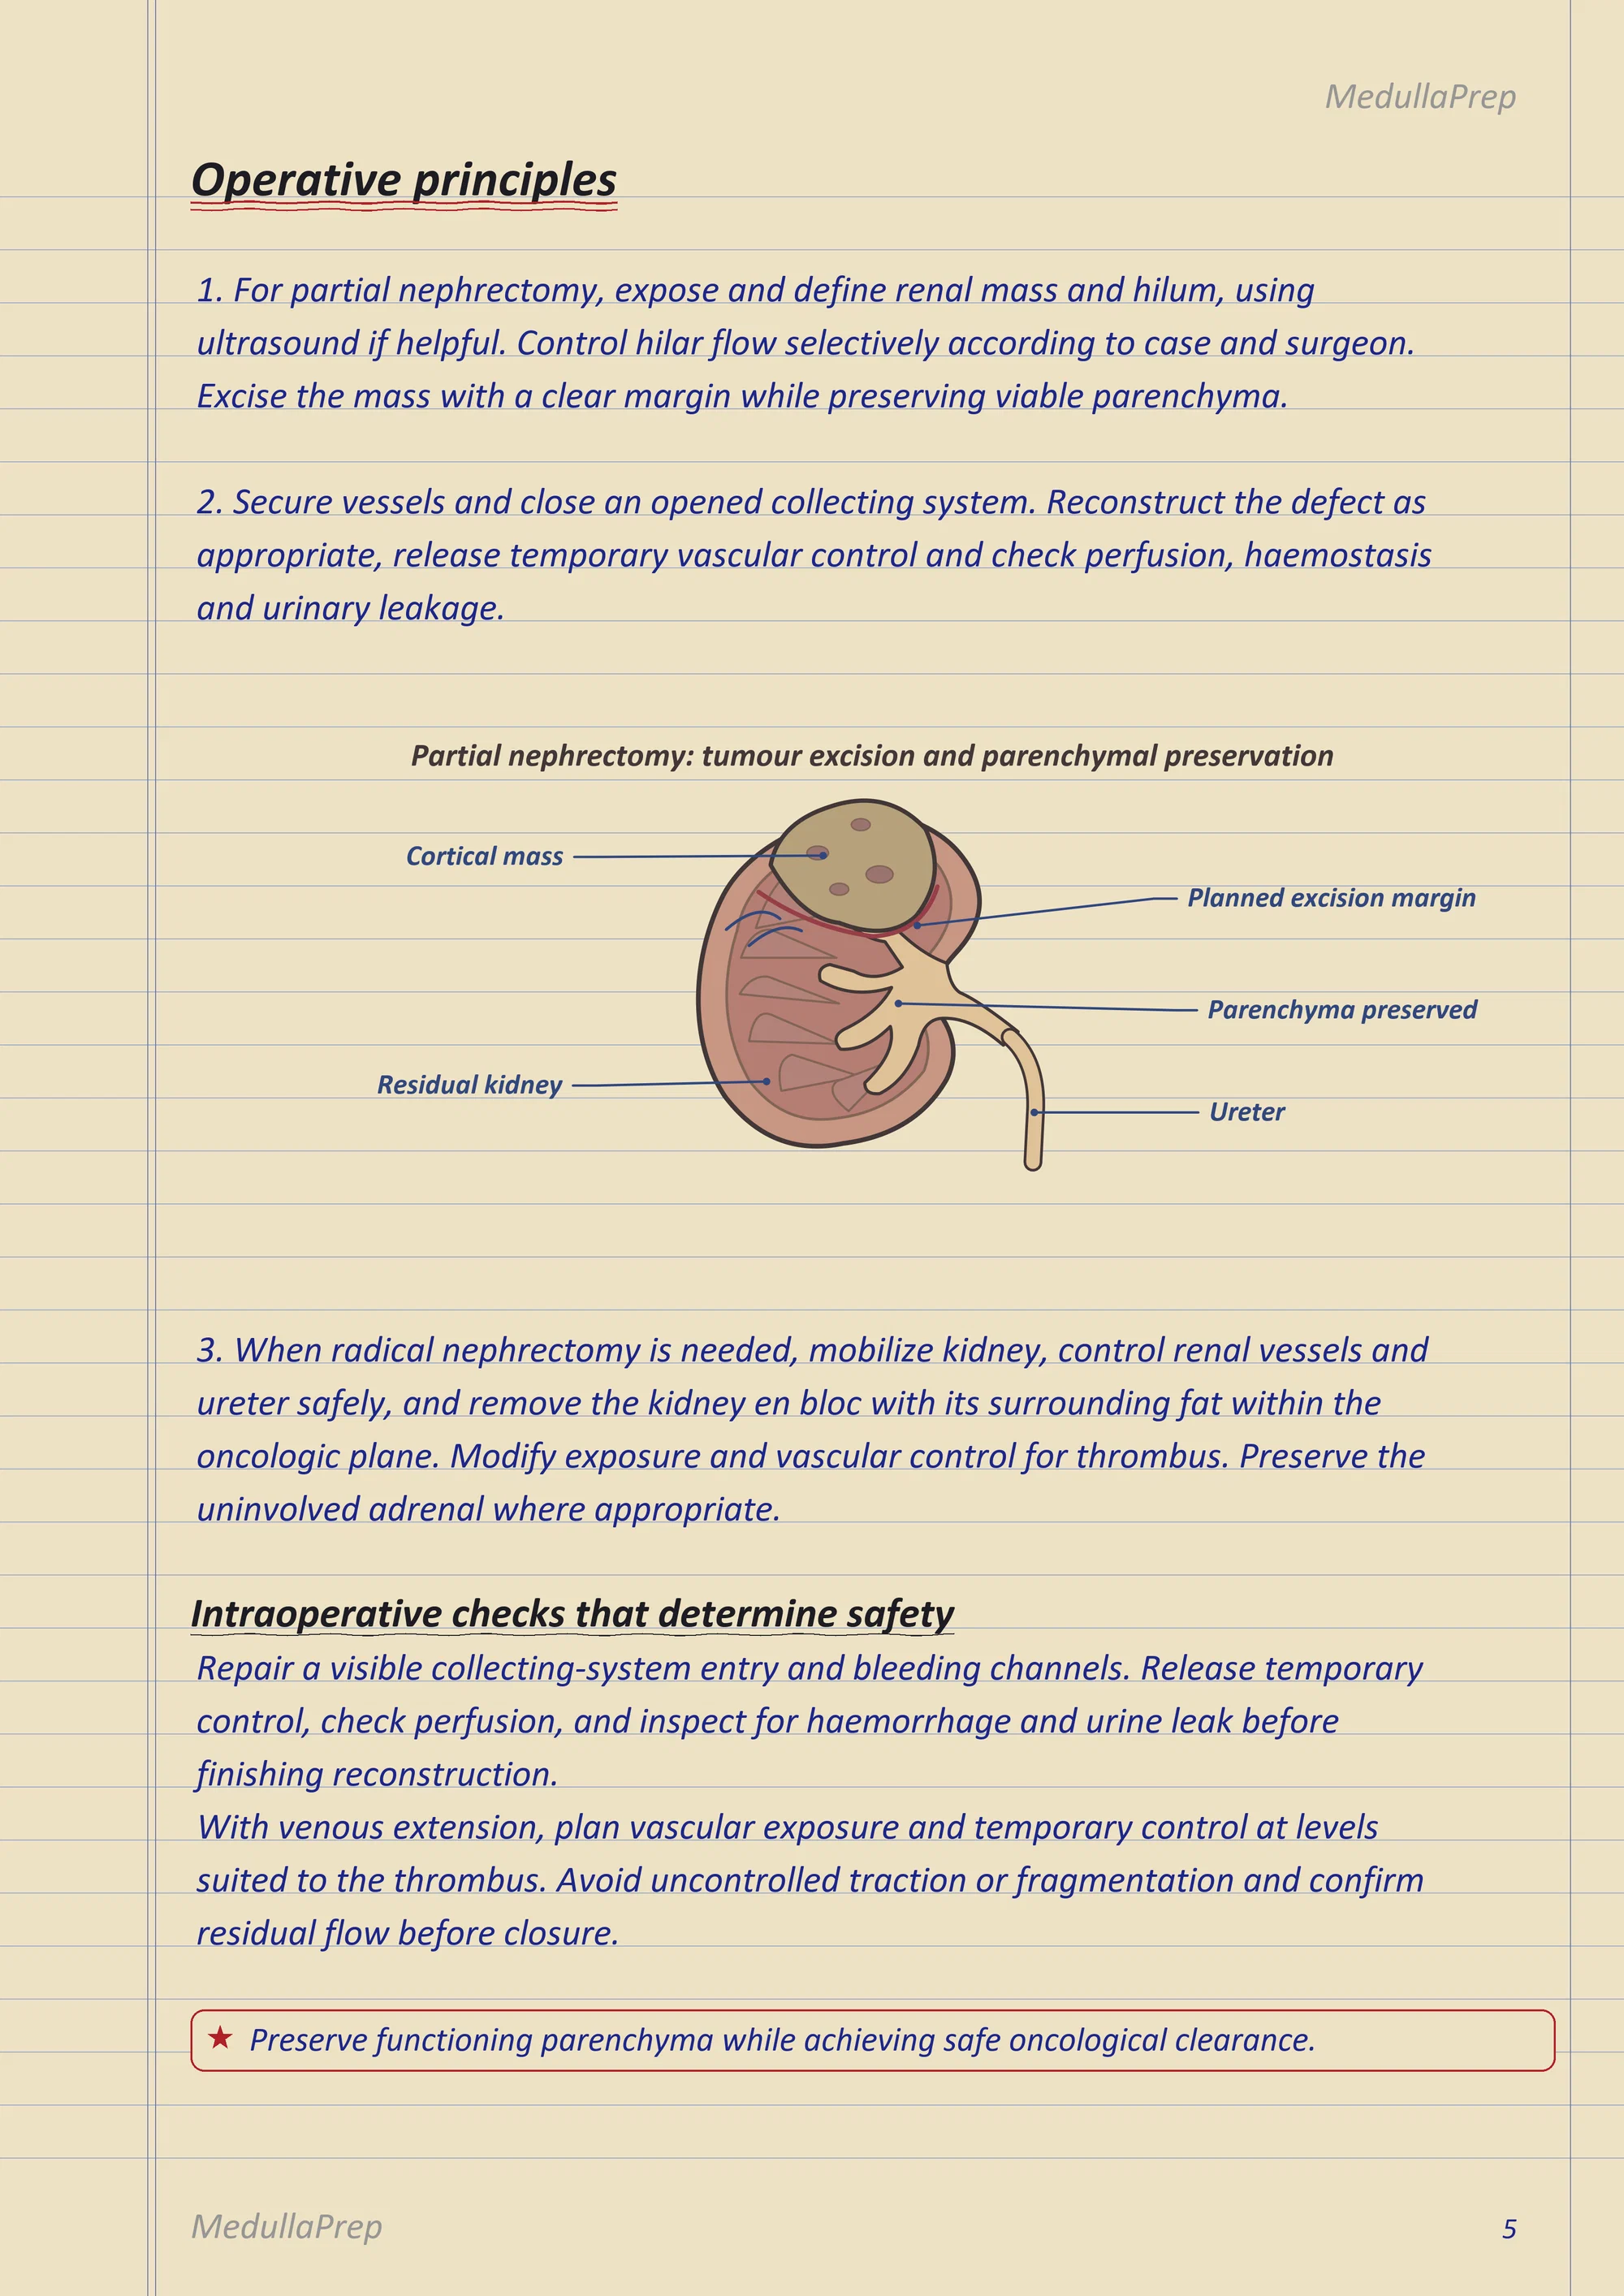 MedullaPrep
Operative principles
1. For partial nephrectomy, expose and define renal mass and hilum, using
ultrasound if helpful. Control hilar flow selectively according to case and surgeon.
Excise the mass with a clear margin while preserving viable parenchyma.
2. Secure vessels and close an opened collecting system. Reconstruct the defect as
appropriate, release temporary vascular control and check perfusion, haemostasis
and urinary leakage.
Partial nephrectomy: tumour excision and parenchymal preservation
Cortical mass
Planned excision margin
Parenchyma preserved
Residual kidney
Ureter
3. When radical nephrectomy is needed, mobilize kidney, control renal vessels and
ureter safely, and remove the kidney en bloc with its surrounding fat within the
oncologic plane. Modify exposure and vascular control for thrombus. Preserve the
uninvolved adrenal where appropriate.
Intraoperative checks that determine safety
Repair a visible collecting-system entry and bleeding channels. Release temporary
control, check perfusion, and inspect for haemorrhage and urine leak before
finishing reconstruction.
With venous extension, plan vascular exposure and temporary control at levels
suited to the thrombus. Avoid uncontrolled traction or fragmentation and confirm
residual flow before closure.
★ Preserve functioning parenchyma while achieving safe oncological clearance.
MedullaPrep
5